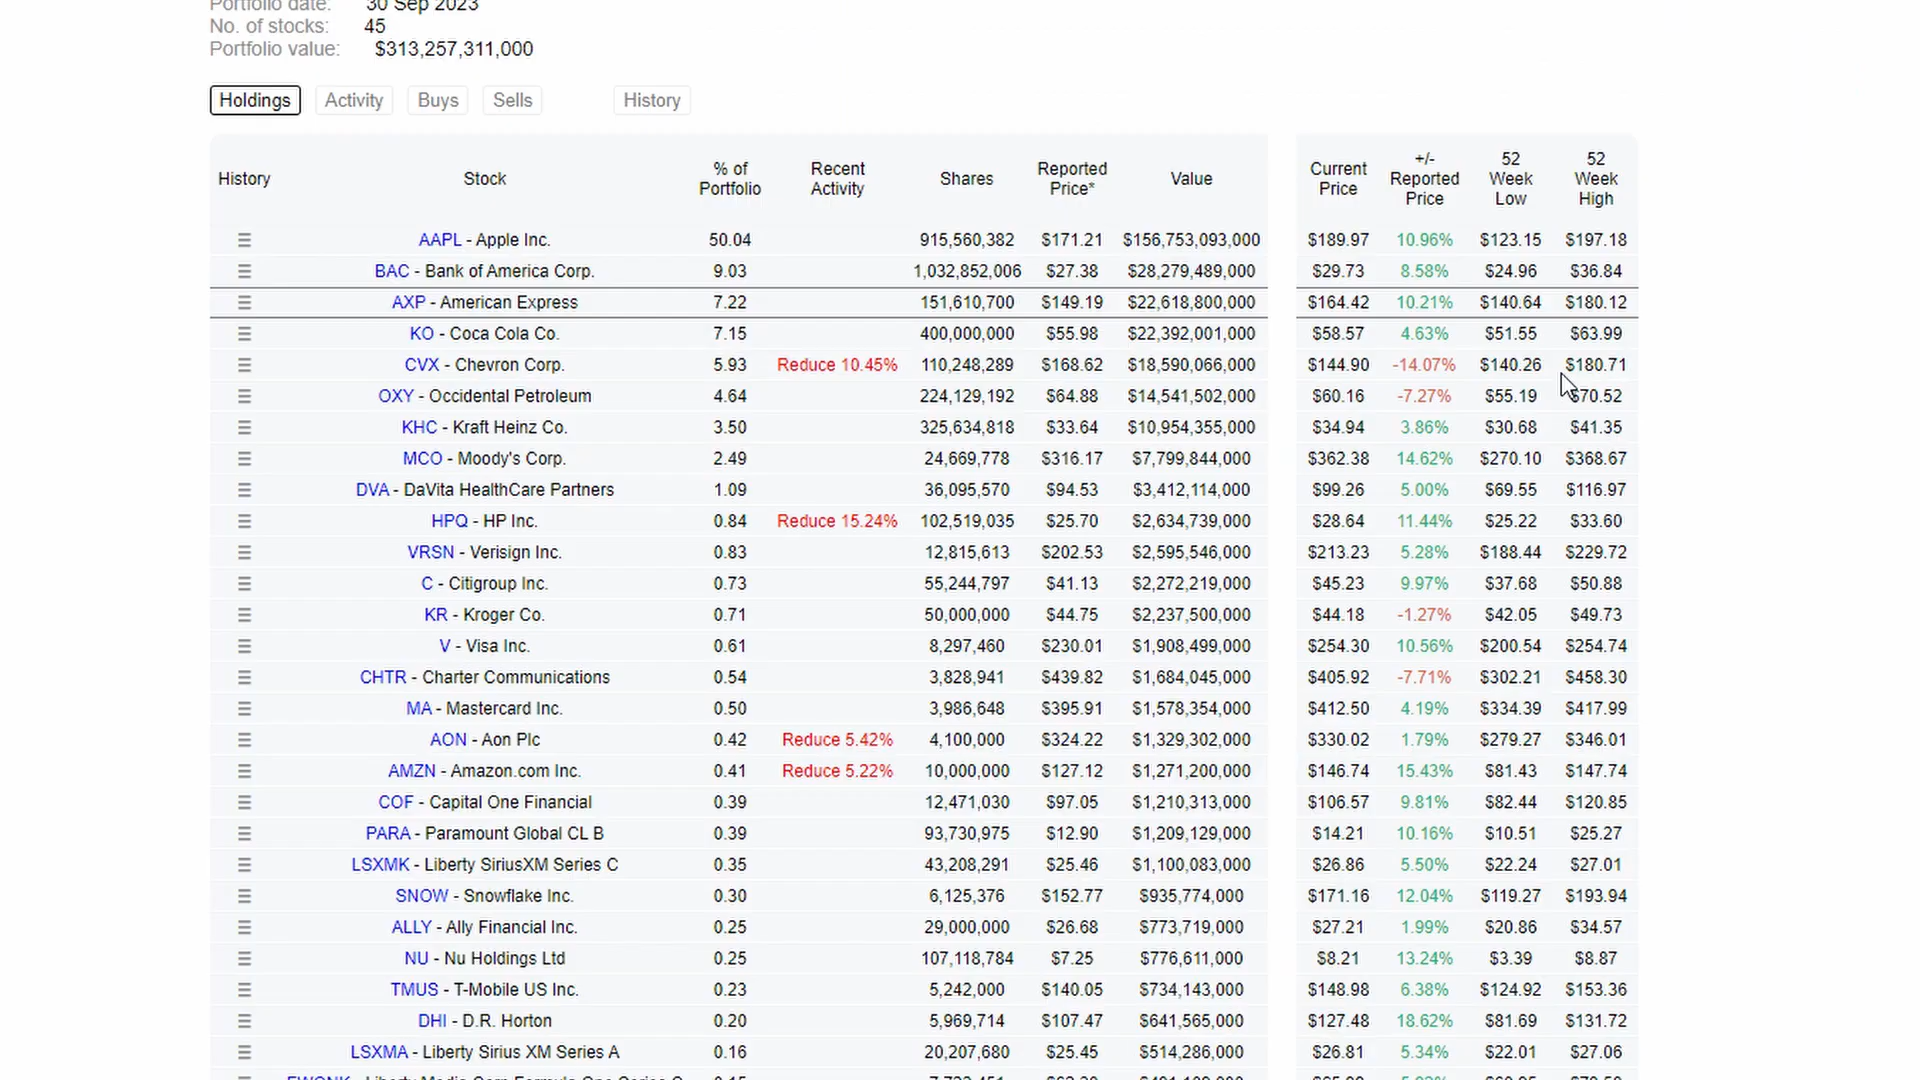 Portfolio date: 30 Sep 2023
No. of stocks: 45
Portfolio value: $313,257,311,000
Holdings Activity Buys Sells History
History Stock % of Portfolio Recent Activity Shares Reported Price* Value Current Price +/- Reported Price 52 Week Low 52 Week High
AAPL - Apple Inc. 50.04 915,560,382 $171.21 $156,753,093,000 $189.97 10.96% $123.15 $197.18
BAC - Bank of America Corp. 9.03 1,032,852,006 $27.38 $28,279,489,000 $29.73 8.58% $24.96 $36.84
AXP - American Express 7.22 151,610,700 $149.19 $22,618,800,000 $164.42 10.21% $140.64 $180.12
KO - Coca Cola Co. 7.15 400,000,000 $55.98 $22,392,001,000 $58.57 4.63% $51.55 $63.99
CVX - Chevron Corp. 5.93 Reduce 10.45% 110,248,289 $168.62 $18,590,066,000 $144.90 -14.07% $140.26 $180.71
OXY - Occidental Petroleum 4.64 224,129,192 $64.88 $14,541,502,000 $60.16 -7.27% $55.19 $70.52
KHC - Kraft Heinz Co. 3.50 325,634,818 $33.64 $10,954,355,000 $34.94 3.86% $30.68 $41.35
MCO - Moody's Corp. 2.49 24,669,778 $316.17 $7,799,844,000 $362.38 14.62% $270.10 $368.67
DVA - DaVita HealthCare Partners 1.09 36,095,570 $94.53 $3,412,114,000 $99.26 5.00% $69.55 $116.97
HPQ - HP Inc. 0.84 Reduce 15.24% 102,519,035 $25.70 $2,634,739,000 $28.64 11.44% $25.22 $33.60
VRSN - Verisign Inc. 0.83 12,815,613 $202.53 $2,595,546,000 $213.23 5.28% $188.44 $229.72
C - Citigroup Inc. 0.73 55,244,797 $41.13 $2,272,219,000 $45.23 9.97% $37.68 $50.88
KR - Kroger Co. 0.71 50,000,000 $44.75 $2,237,500,000 $44.18 -1.27% $42.05 $49.73
V - Visa Inc. 0.61 8,297,460 $230.01 $1,908,499,000 $254.30 10.56% $200.54 $254.74
CHTR - Charter Communications 0.54 3,828,941 $439.82 $1,684,045,000 $405.92 -7.71% $302.21 $458.30
MA - Mastercard Inc. 0.50 3,986,648 $395.91 $1,578,354,000 $412.50 4.19% $334.39 $417.99
AON - Aon Plc 0.42 Reduce 5.42% 4,100,000 $324.22 $1,329,302,000 $330.02 1.79% $279.27 $346.01
AMZN - Amazon.com Inc. 0.41 Reduce 5.22% 10,000,000 $127.12 $1,271,200,000 $146.74 15.43% $81.43 $147.74
COF - Capital One Financial 0.39 12,471,030 $97.05 $1,210,313,000 $106.57 9.81% $82.44 $120.85
PARA - Paramount Global CL B 0.39 93,730,975 $12.90 $1,209,129,000 $14.21 10.16% $10.51 $25.27
LSXMK - Liberty SiriusXM Series C 0.35 43,208,291 $25.46 $1,100,083,000 $26.86 5.50% $22.24 $27.01
SNOW - Snowflake Inc. 0.30 6,125,376 $152.77 $935,774,000 $171.16 12.04% $119.27 $193.94
ALLY - Ally Financial Inc. 0.25 29,000,000 $26.68 $773,719,000 $27.21 1.99% $20.86 $34.57
NU - Nu Holdings Ltd 0.25 107,118,784 $7.25 $776,611,000 $8.21 13.24% $3.39 $8.87
TMUS - T-Mobile US Inc. 0.23 5,242,000 $140.05 $734,143,000 $148.98 6.38% $124.92 $153.36
DHI - D.R. Horton 0.20 5,969,714 $107.47 $641,565,000 $127.48 18.62% $81.69 $131.72
LSXMA - Liberty Sirius XM Series A 0.16 20,207,680 $25.45 $514,286,000 $26.81 5.34% $22.01 $27.06